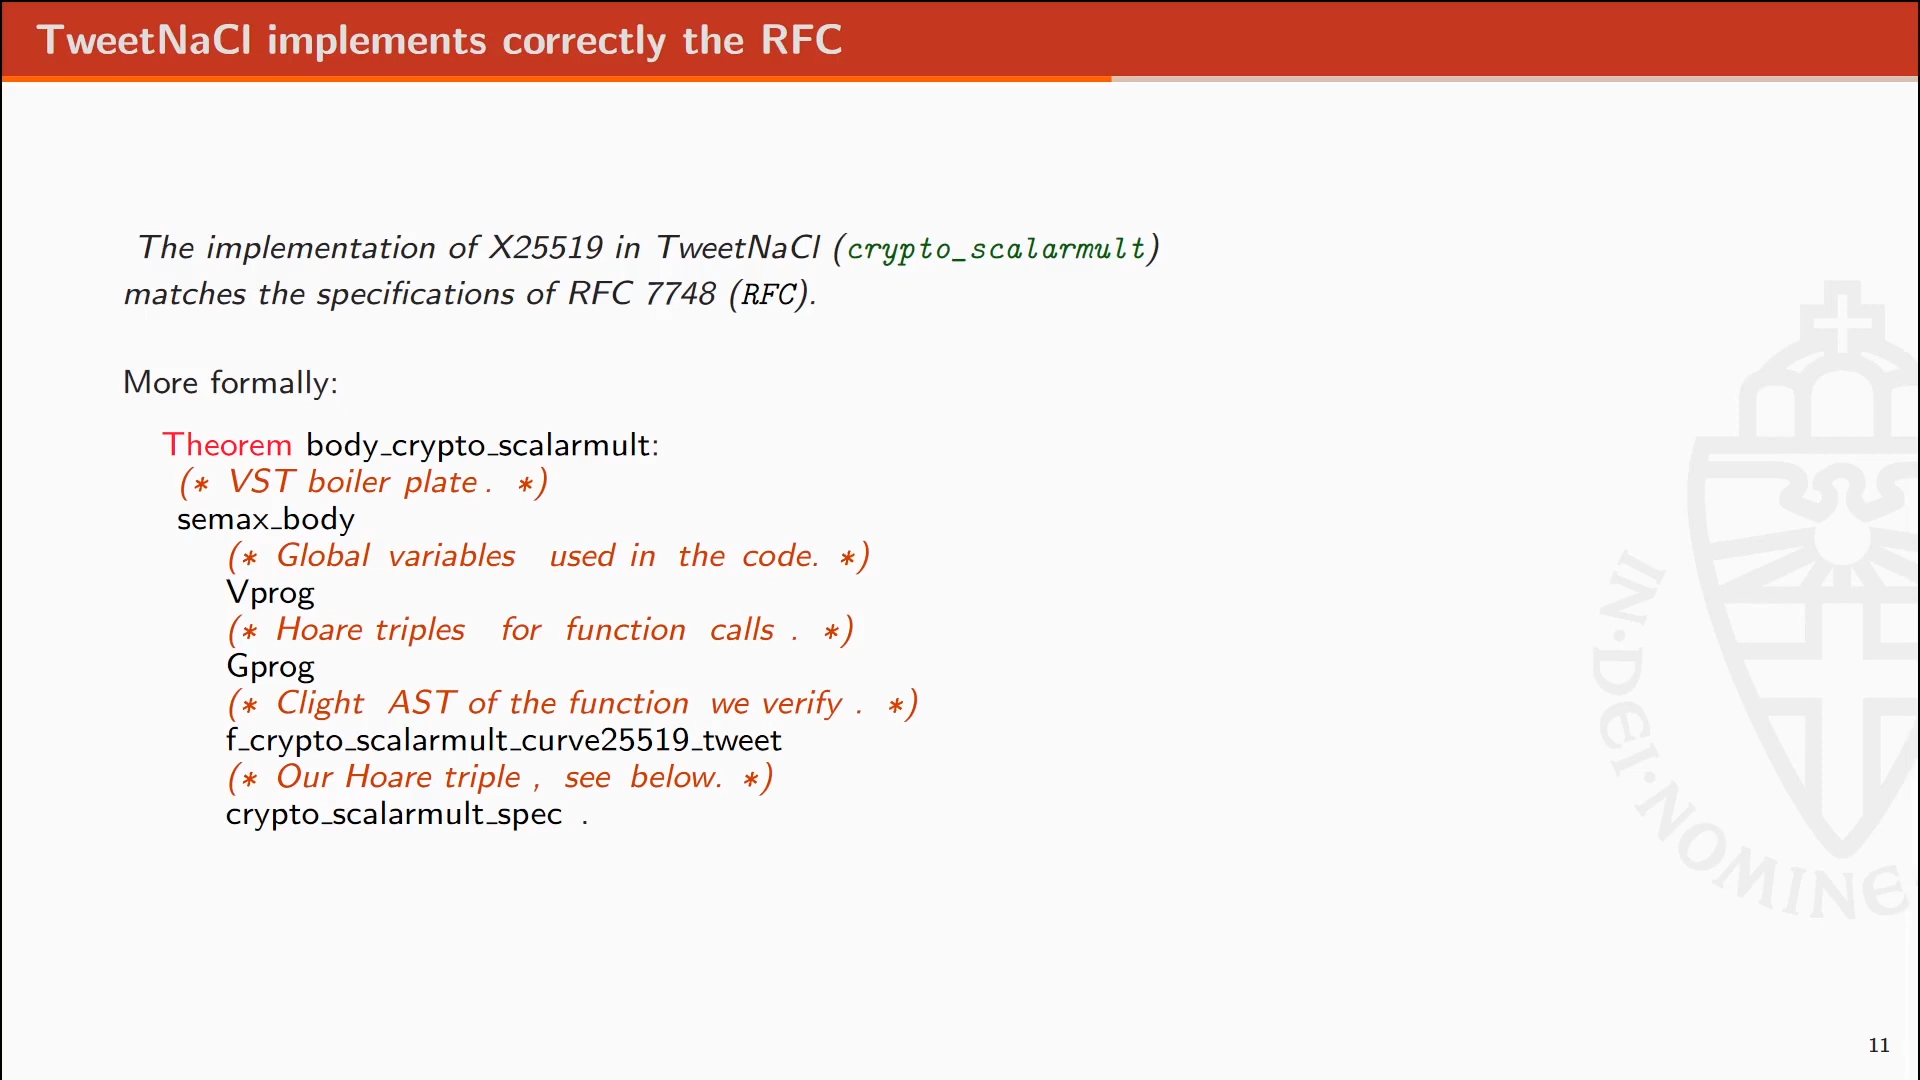 TweetNaCl implements correctly the RFC
The implementation of X25519 in TweetNaCl (crypto_scalarmult)
matches the specifications of RFC 7748 (RFC).
More formally:
Theorem body_crypto_scalarmult:
(* VST boiler plate. *)
semax_body
(* Global variables used in the code. *)
Vprog
(* Hoare triples for function calls. *)
Gprog
(* Clight AST of the function we verify. *)
f_crypto_scalarmult_curve25519_tweet
(* Our Hoare triple, see below. *)
crypto_scalarmult_spec.
IN·DEI·NOMINE
11